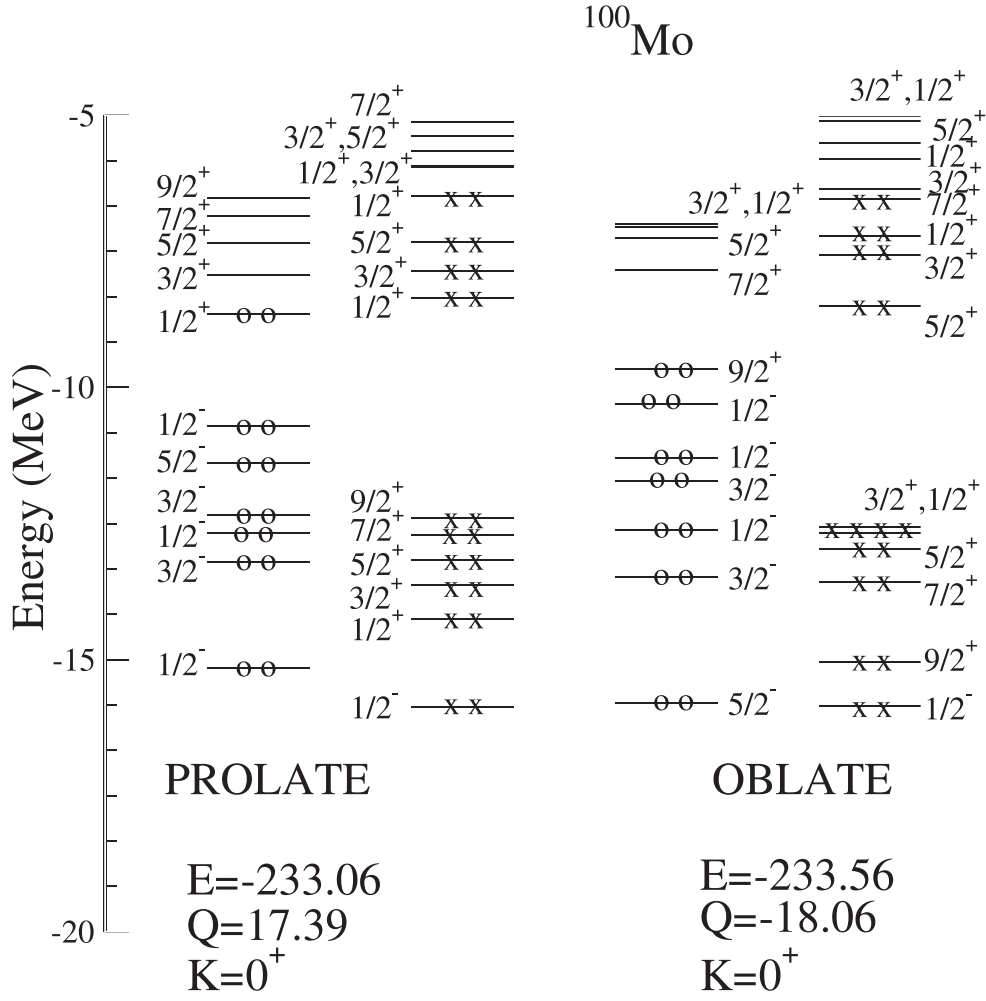 ¹⁰⁰Mo
Energy (MeV)
-5
-10
-15
-20
9/2⁺
7/2⁺
5/2⁺
3/2⁺
1/2⁺
o o
1/2⁻
o o
5/2⁻
o o
3/2⁻
o o
1/2⁻
o o
3/2⁻
o o
1/2⁻
o o
7/2⁺
3/2⁺,5/2⁺
1/2⁺,3/2⁺
1/2⁺
x x
5/2⁺
x x
3/2⁺
x x
1/2⁺
x x
9/2⁺
x x
7/2⁺
x x
5/2⁺
x x
3/2⁺
x x
1/2⁺
x x
1/2⁻
x x
PROLATE
E=-233.06
Q=17.39
K=0⁺
3/2⁺,1/2⁺
5/2⁺
7/2⁺
o o
9/2⁺
o o
1/2⁻
o o
1/2⁻
o o
3/2⁻
o o
1/2⁻
o o
3/2⁻
o o
5/2⁻
3/2⁺,1/2⁺
5/2⁺
1/2⁺
3/2⁺
x x
7/2⁺
x x
1/2⁺
x x
3/2⁺
x x
5/2⁺
3/2⁺,1/2⁺
x x x x
x x
5/2⁺
x x
7/2⁺
x x
9/2⁺
x x
1/2⁻
OBLATE
E=-233.56
Q=-18.06
K=0⁺